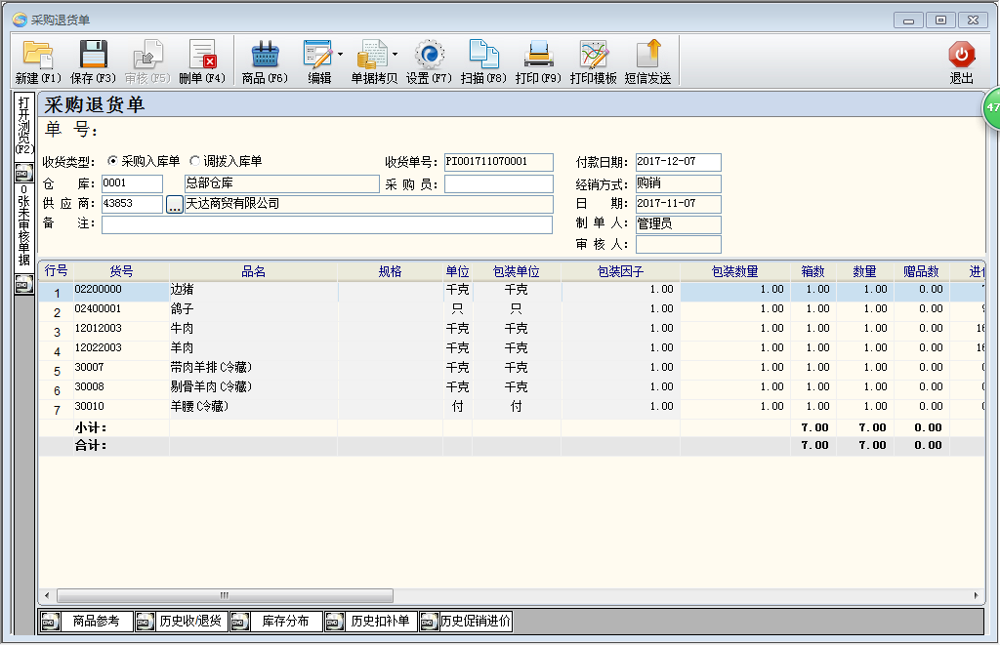 采购退货单
新建(F1) 保存(F3) 审核(F5) 删单(F4) 商品(F6) 编辑 单据拷贝 设置(F7) 扫描(F8) 打印(F9) 打印模板 短信发送 退出
打开浏览(F2)
0张未审核单据
采购退货单
47
单 号:
收货类型: 采购入库单 调拨入库单 收货单号: PI001711070001 付款日期: 2017-12-07
仓 库: 0001 总部仓库 采购员: 经销方式: 购销
供应商: 43853 ... 天达商贸有限公司 日 期: 2017-11-07
备 注: 制单人: 管理员
审核人:
行号 货号 品名 规格 单位 包装单位 包装因子 包装数量 箱数 数量 赠品数
1 02200000 边猪 千克 千克 1.00 1.00 1.00 1.00 0.00
2 02400001 鸽子 只 只 1.00 1.00 1.00 1.00 0.00
3 12012003 牛肉 千克 千克 1.00 1.00 1.00 1.00 0.00
4 12022003 羊肉 千克 千克 1.00 1.00 1.00 1.00 0.00
5 30007 带肉羊排(冷藏) 千克 千克 1.00 1.00 1.00 1.00 0.00
6 30008 剔骨羊肉(冷藏) 千克 千克 1.00 1.00 1.00 1.00 0.00
7 30010 羊腰(冷藏) 付 付 1.00 1.00 1.00 1.00 0.00
小计: 7.00 7.00 0.00
合计: 7.00 7.00 0.00
商品参考 历史收/退货 库存分布 历史扣补单 历史促销进价